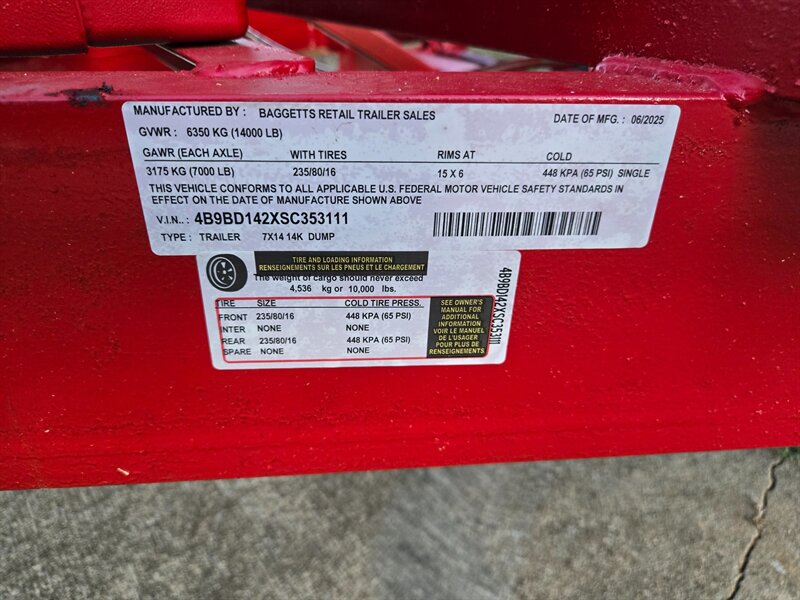 MANUFACTURED BY : BAGGETTS RETAIL TRAILER SALES DATE OF MFG. : 06/2025
GVWR : 6350 KG (14000 LB)
GAWR (EACH AXLE) WITH TIRES RIMS AT COLD
3175 KG (7000 LB) 235/80/16 15 X 6 448 KPA (65 PSI) SINGLE
THIS VEHICLE CONFORMS TO ALL APPLICABLE U.S. FEDERAL MOTOR VEHICLE SAFETY STANDARDS IN
EFFECT ON THE DATE OF MANUFACTURE SHOWN ABOVE
V.I.N.. : 4B9BD142XSC353111
TYPE : TRAILER 7X14 14K DUMP
TIRE AND LOADING INFORMATION
RENSEIGNEMENTS SUR LES PNEUS ET LE CHARGEMENT
The weight of cargo should never exceed
4,536 kg or 10,000 lbs.
TIRE SIZE COLD TIRE PRESS.
FRONT 235/80/16 448 KPA (65 PSI)
INTER NONE NONE
REAR 235/80/16 448 KPA (65 PSI)
SPARE NONE NONE
SEE OWNER'S
MANUAL FOR
ADDITIONAL
INFORMATION
VOIR LE MANUEL
DE L'USAGER
POUR PLUS DE
RENSEIGNEMENTS
4B9BD142XSC353111